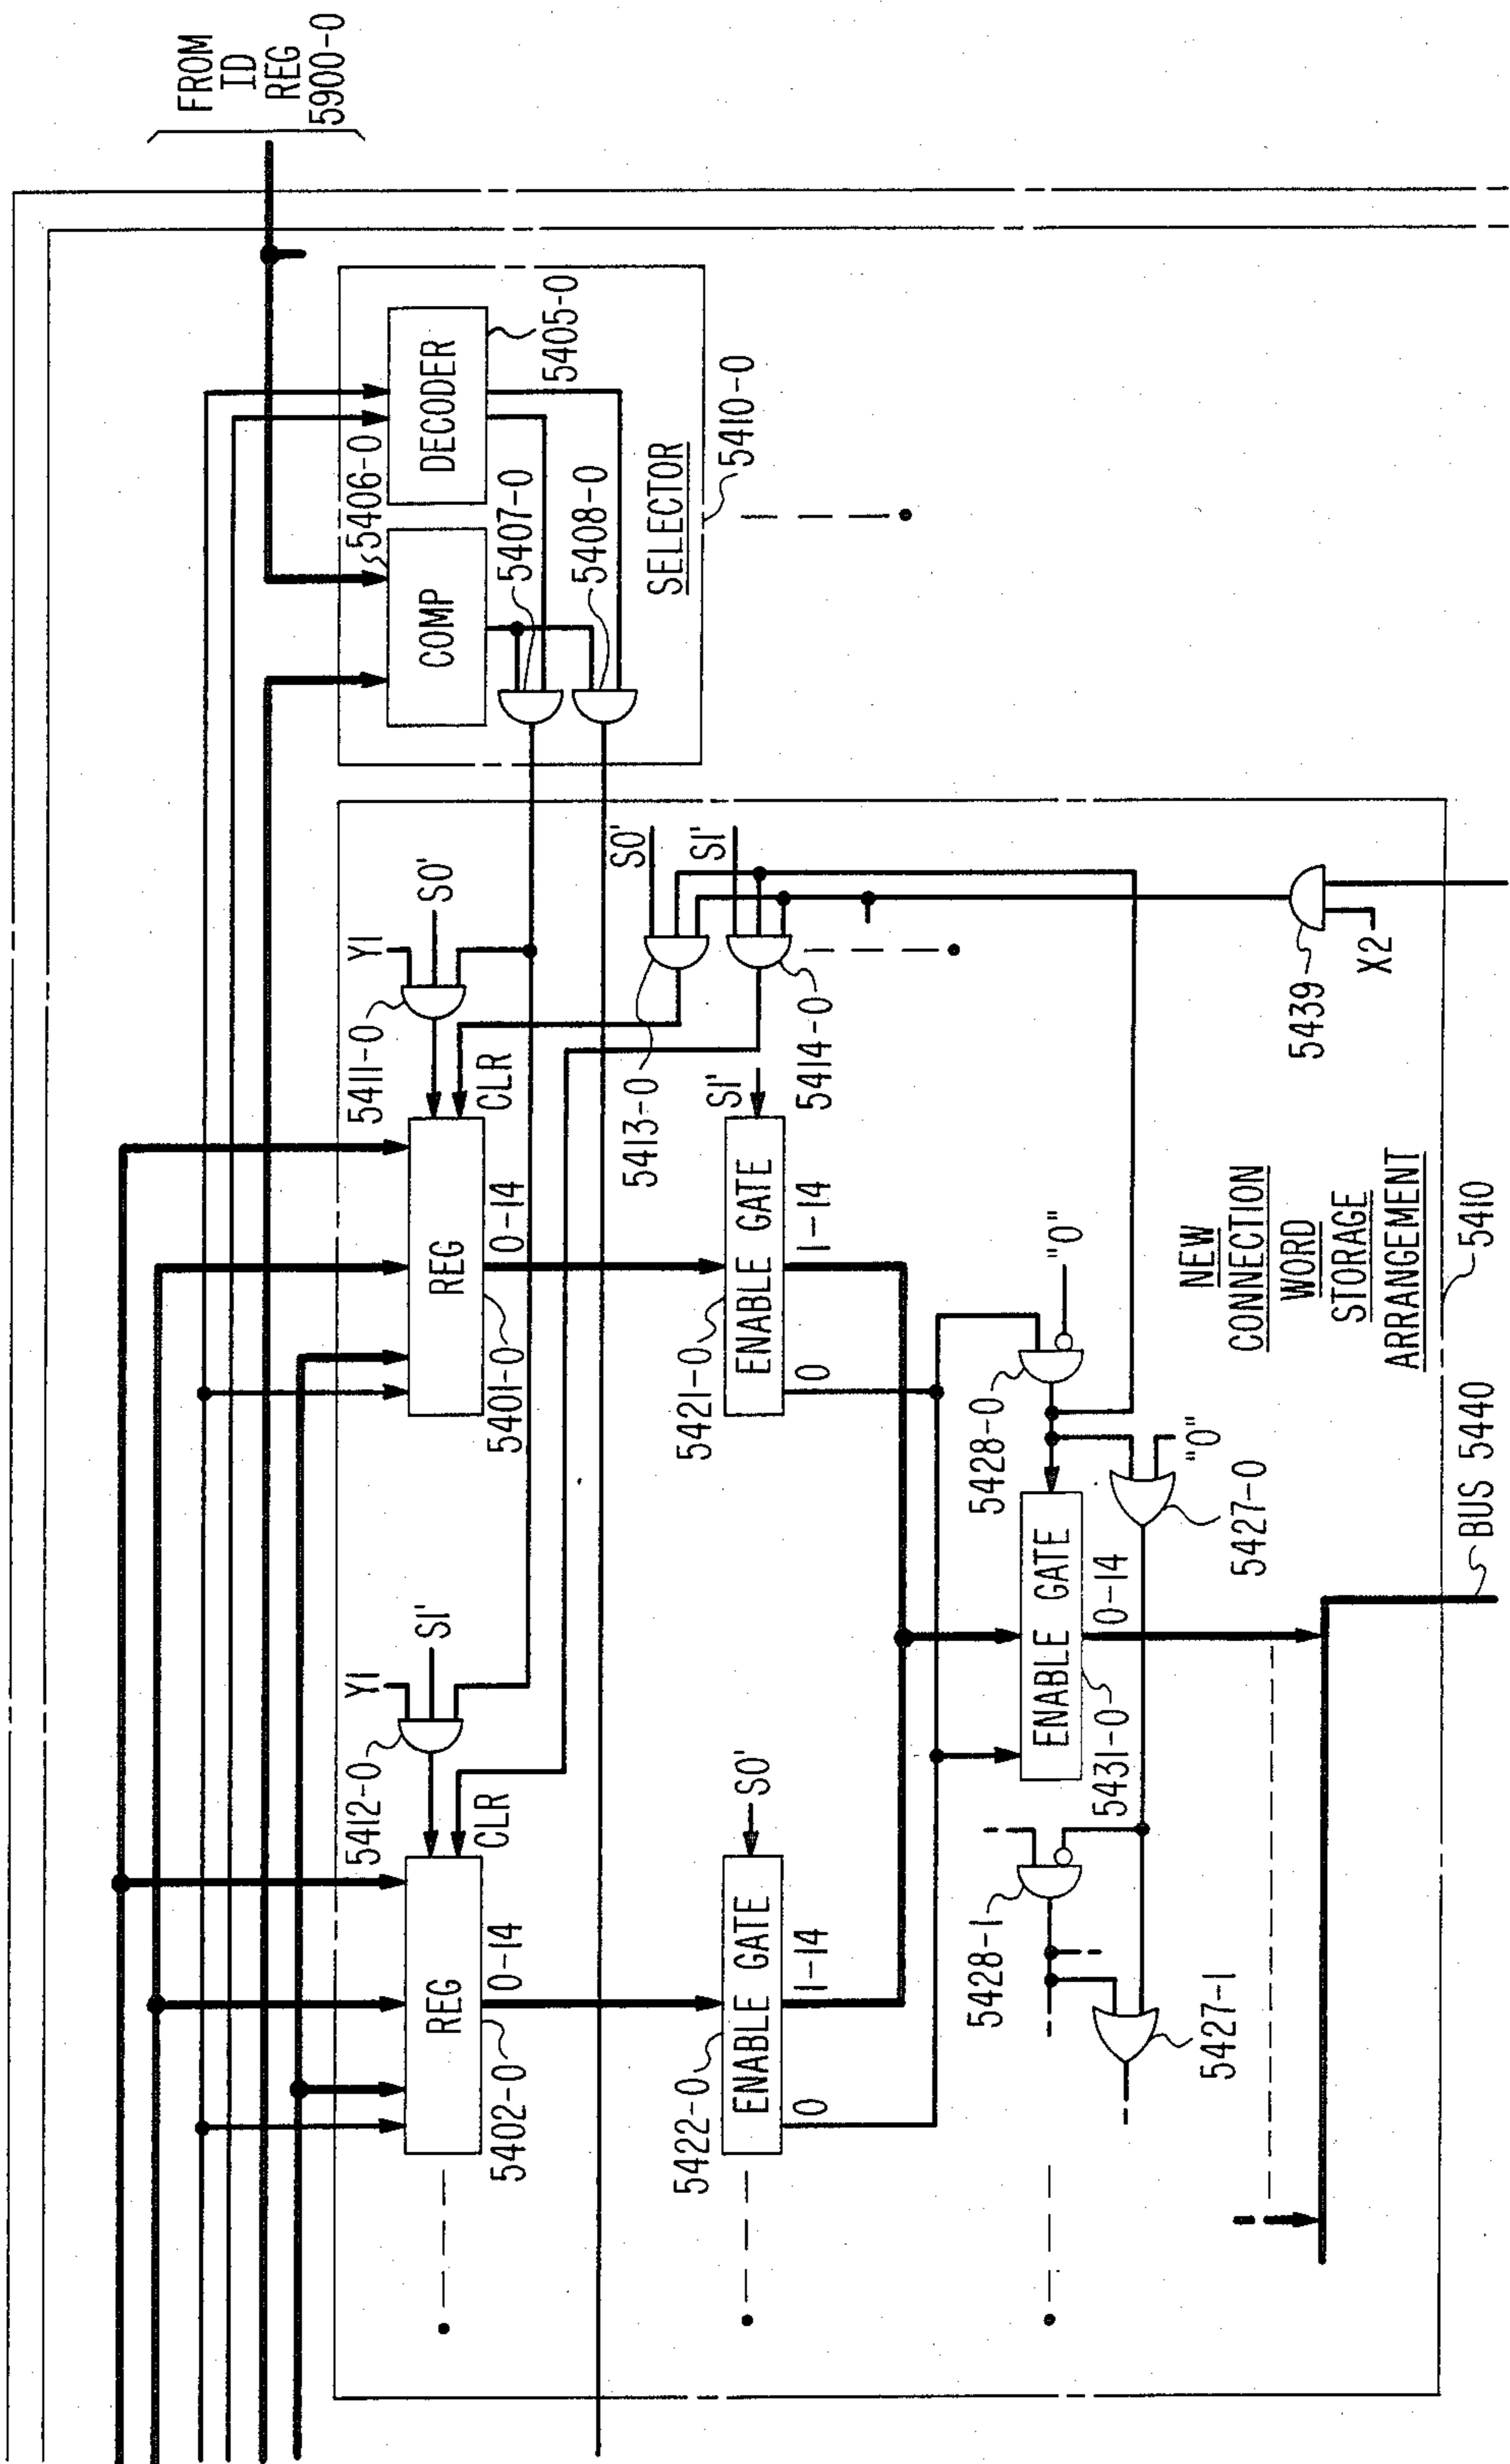 FROM
ID
REG
5900-0
5406-0
COMP
DECODER
5405-0
5407-0
5408-0
SELECTOR
5410-0
Y1
S0'
5411-0
CLR
REG
0-14
5401-0
Y1
S1'
5412-0
CLR
REG
0-14
5402-0
S0'
S1'
5413-0
5414-0
S1'
ENABLE GATE
5421-0
0
1-14
S0'
ENABLE GATE
5422-0
0
1-14
"0"
5428-0
ENABLE GATE
5431-0
0-14
"0"
5427-0
5428-1
5427-1
5439
X2
NEW
CONNECTION
WORD
STORAGE
ARRANGEMENT
5410
BUS 5440